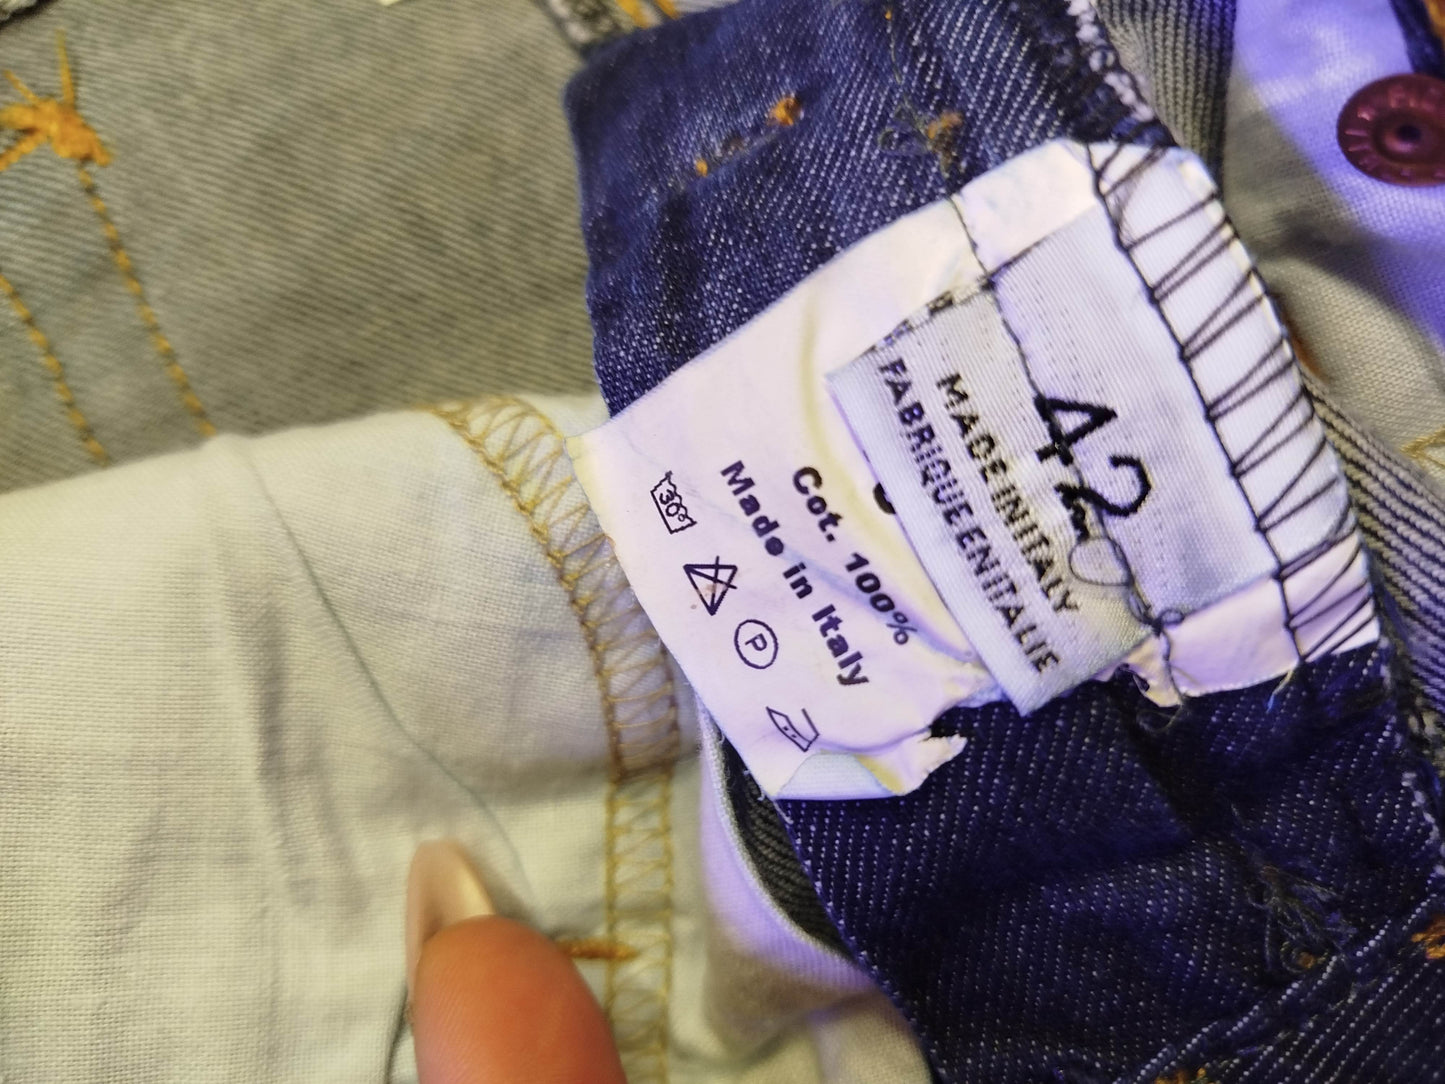 42
MADE IN ITALY
FABRIQUE EN ITALIE
Cot. 100%
Made in Italy
30°
P